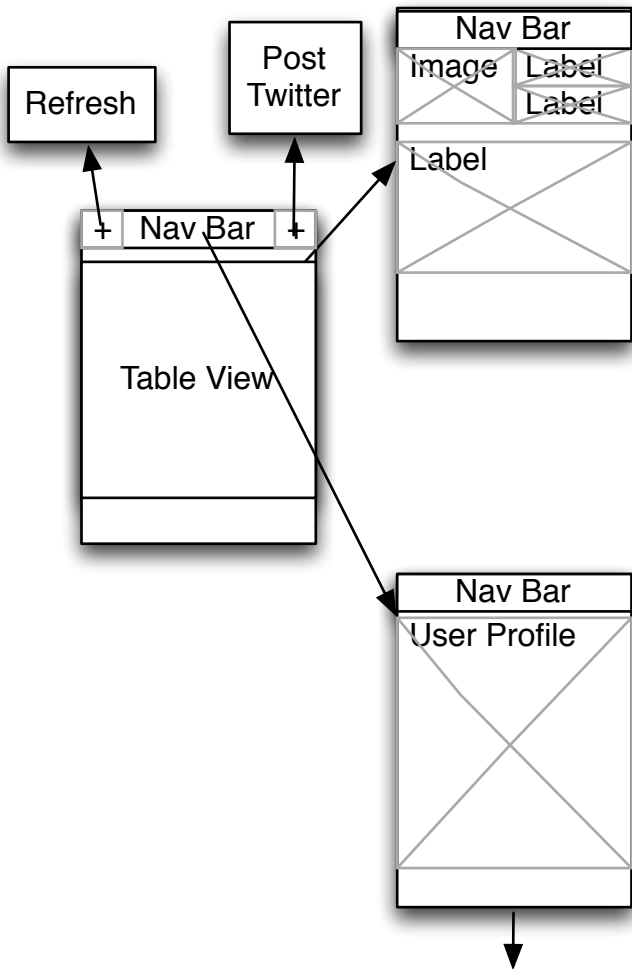 Refresh
Post
Twitter
+ Nav Bar +
Table View
Nav Bar
Image
Label
Label
Label
Nav Bar
User Profile